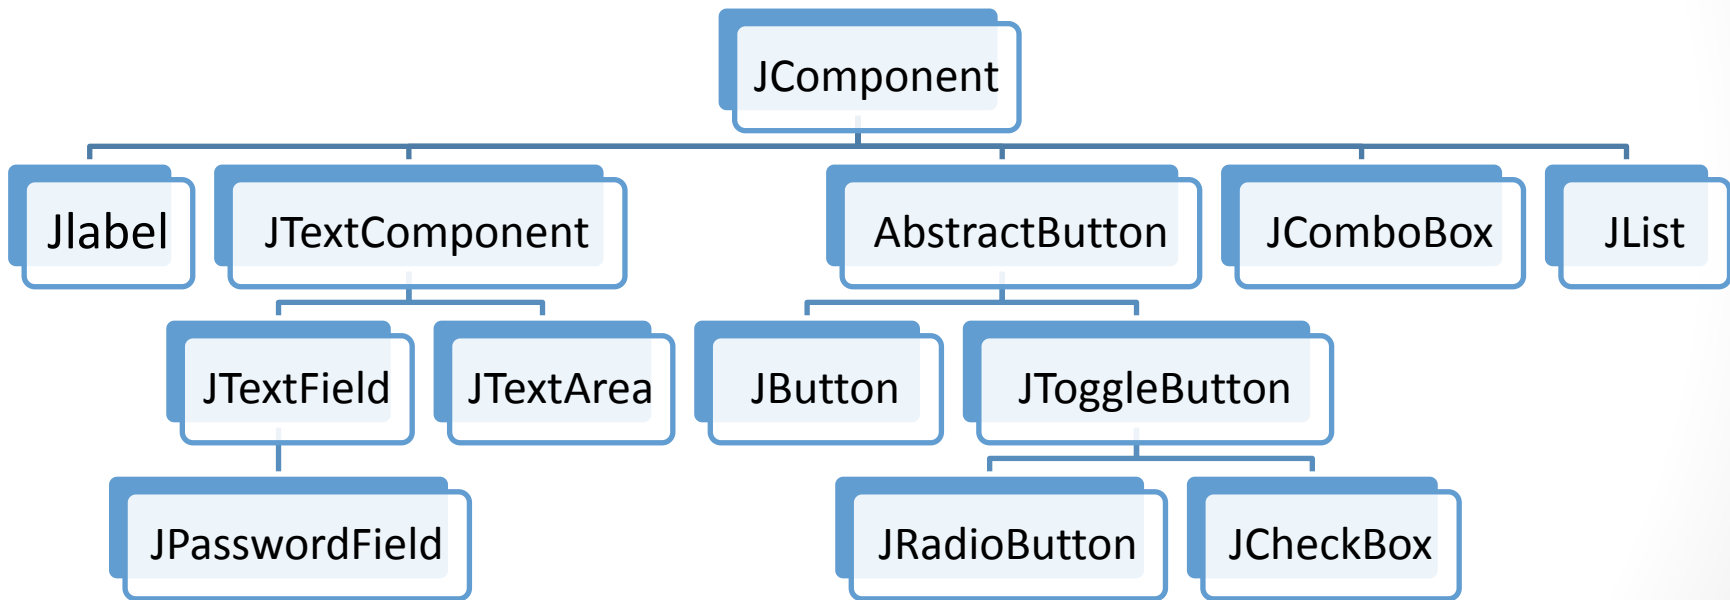 JComponent
Jlabel
JTextComponent
AbstractButton
JComboBox
JList
JTextField
JTextArea
JButton
JToggleButton
JPasswordField
JRadioButton
JCheckBox